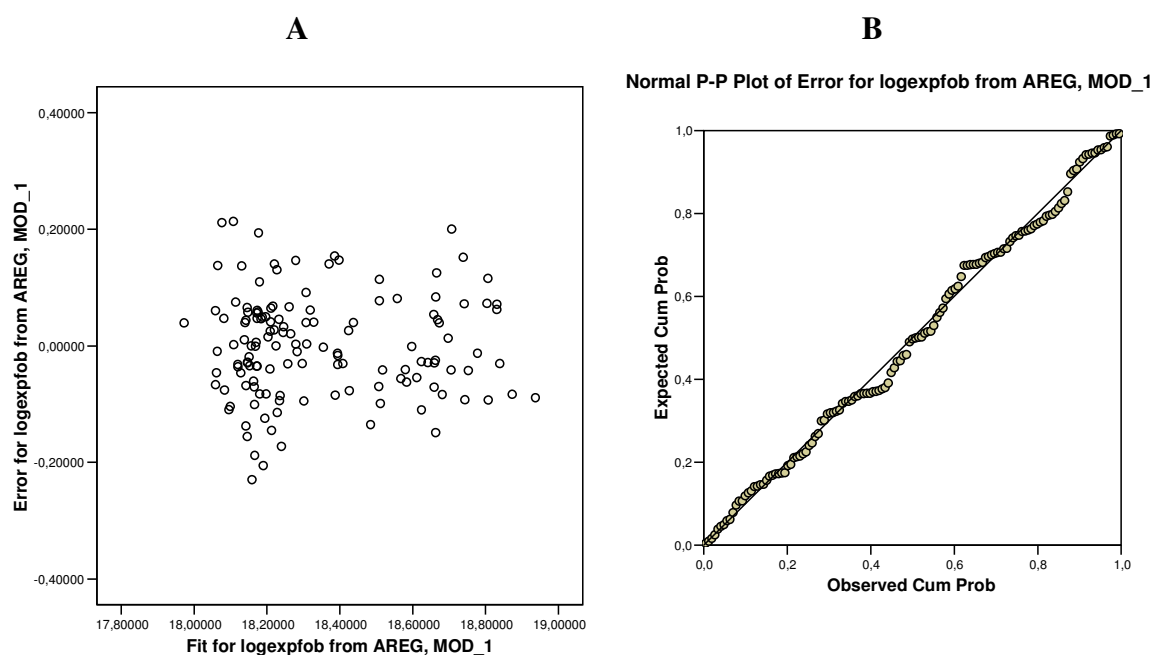 A
B
Normal P-P Plot of Error for logexpfob from AREG, MOD_1
Error for logexpfob from AREG, MOD_1
0,40000
0,20000
0,00000
-0,20000
-0,40000
17,80000 18,00000 18,20000 18,40000 18,60000 18,80000 19,00000
Fit for logexpfob from AREG, MOD_1
Expected Cum Prob
1,0
0,8
0,6
0,4
0,2
0,0
0,0 0,2 0,4 0,6 0,8 1,0
Observed Cum Prob